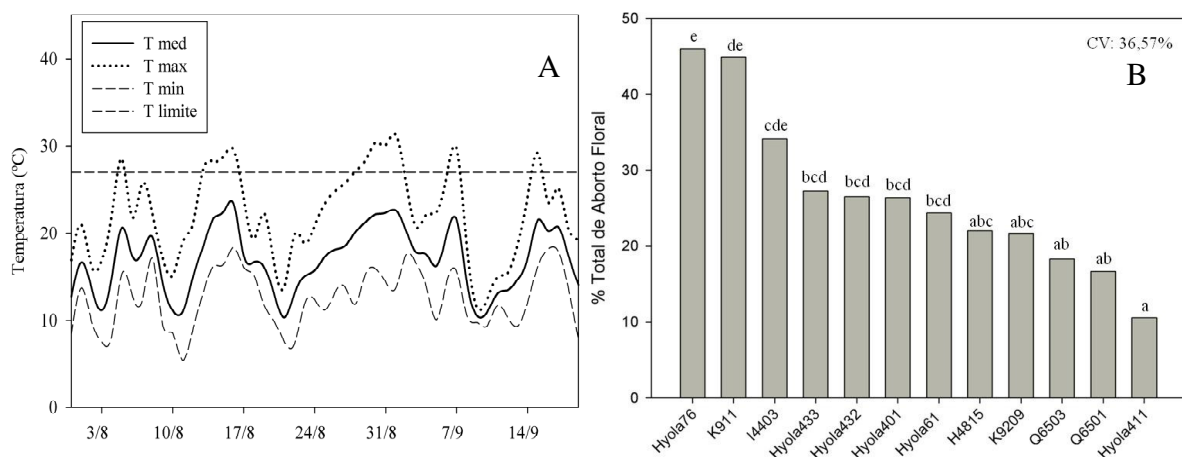 T med
T max
T min
T limite
A
Temperatura (ºC)
40
30
20
10
0
3/8
10/8
17/8
24/8
31/8
7/9
14/9
B
CV: 36,57%
% Total de Aborto Floral
50
40
30
20
10
0
e
de
cde
bcd
bcd
bcd
bcd
abc
abc
ab
ab
a
Hyola76
K911
I4403
Hyola433
Hyola432
Hyola401
Hyola61
H4815
K9209
Q6503
Q6501
Hyola411